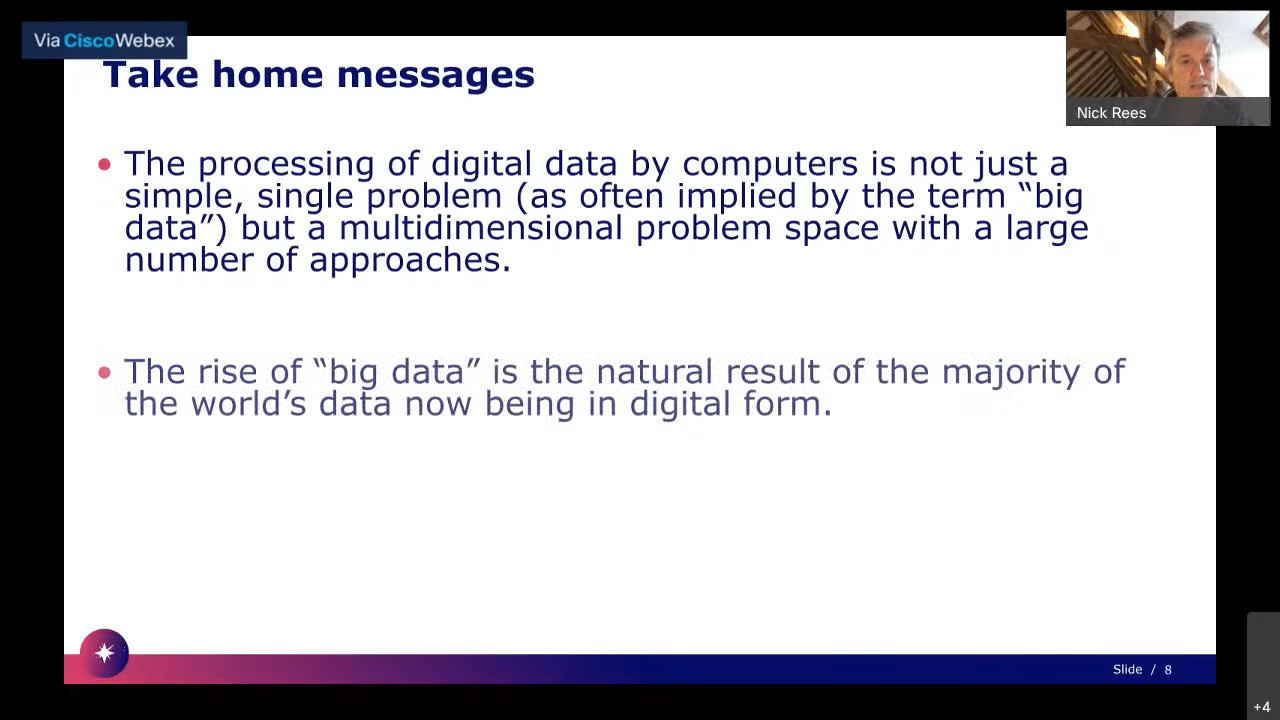 Via CiscoWebex
Take home messages
Nick Rees
• The processing of digital data by computers is not just a
simple, single problem (as often implied by the term “big
data”) but a multidimensional problem space with a large
number of approaches.
• The rise of “big data” is the natural result of the majority of
the world’s data now being in digital form.
Slide / 8
+4